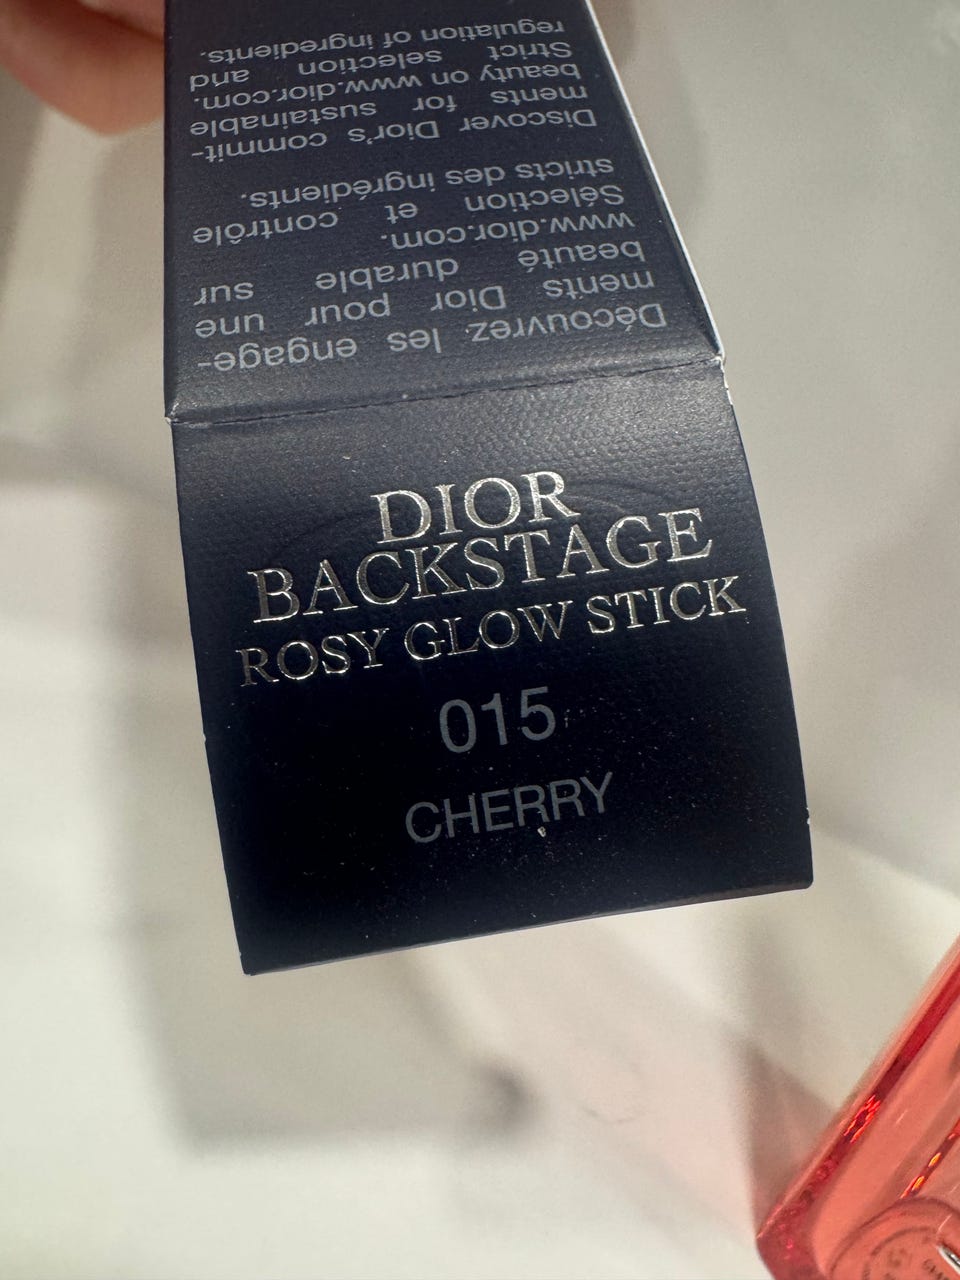 DIOR
BACKSTAGE
ROSY GLOW STICK
015
CHERRY
Découvrez les engage-
ments Dior pour une
beauté durable sur
www.dior.com.
Sélection et contrôle
stricts des ingrédients.
Discover Dior's commit-
ments for sustainable
beauty on www.dior.com.
Strict selection and
regulation of ingredients.